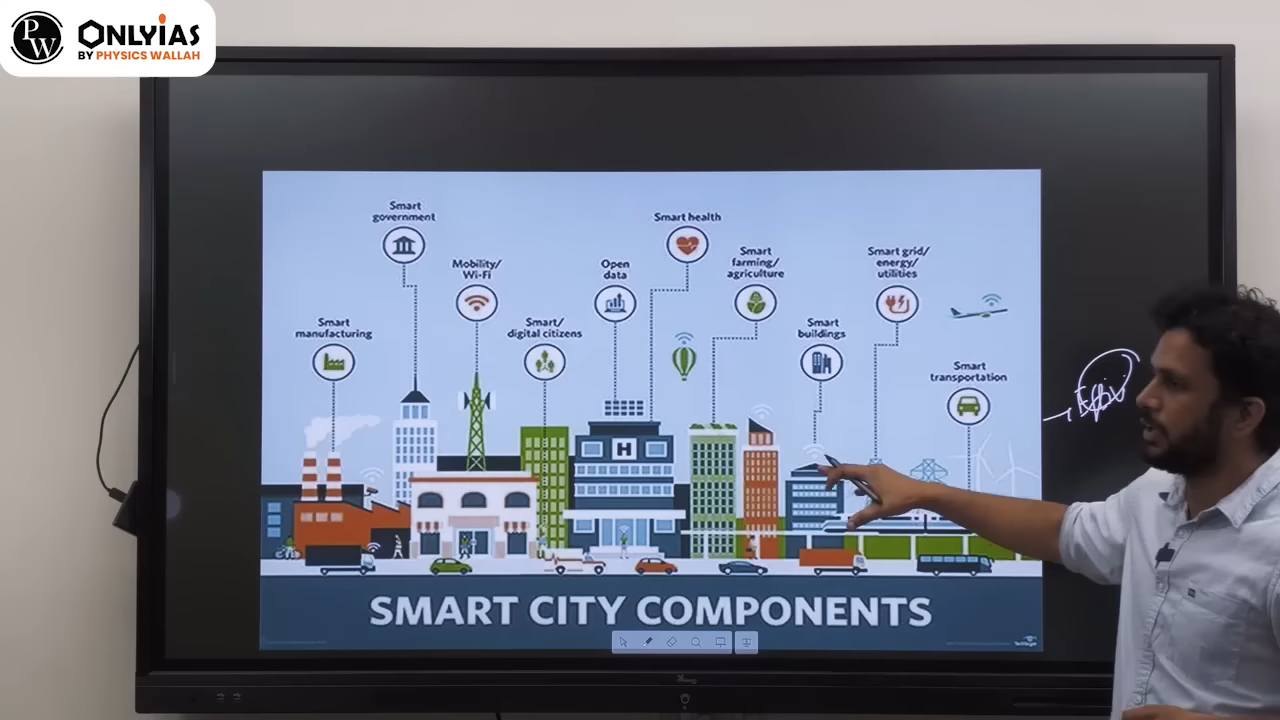 PW
ONLYIAS
BY PHYSICS WALLAH
Smart
government
Smart health
Mobility/
Wi-Fi
Open
data
Smart
farming/
agriculture
Smart grid/
energy/
utilities
Smart
manufacturing
Smart/
digital citizens
Smart
buildings
Smart
transportation
H
SMART CITY COMPONENTS